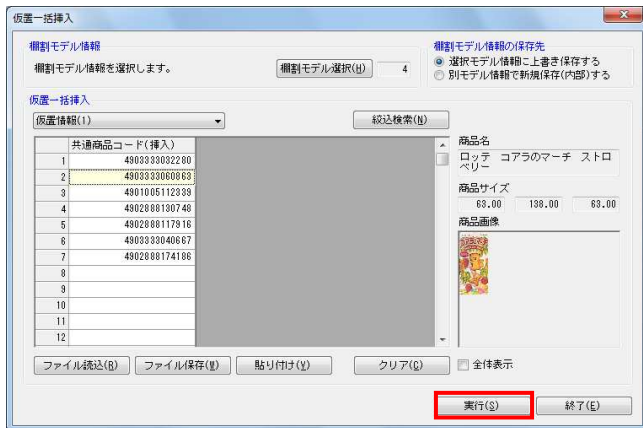 仮置一括挿入
棚割モデル情報
棚割モデル情報を選択します。
棚割モデル選択(H)
4
棚割モデル情報の保存先
選択モデル情報に上書き保存する
別モデル情報で新規保存(内部)する
仮置一括挿入
仮置情報(1)
絞込検索(N)
共通商品コード(挿入)
1 4903333032280
2 4903333060863
3 4901005112339
4 4902888130748
5 4902888117916
6 4903333040667
7 4902888174186
8
9
10
11
12
商品名
ロッテ コアラのマーチ ストロ
ベリー
商品サイズ
63.00 138.00 63.00
商品画像
ファイル読込(R) ファイル保存(W) 貼り付け(Y) クリア(C) 全体表示
実行(S) 終了(E)